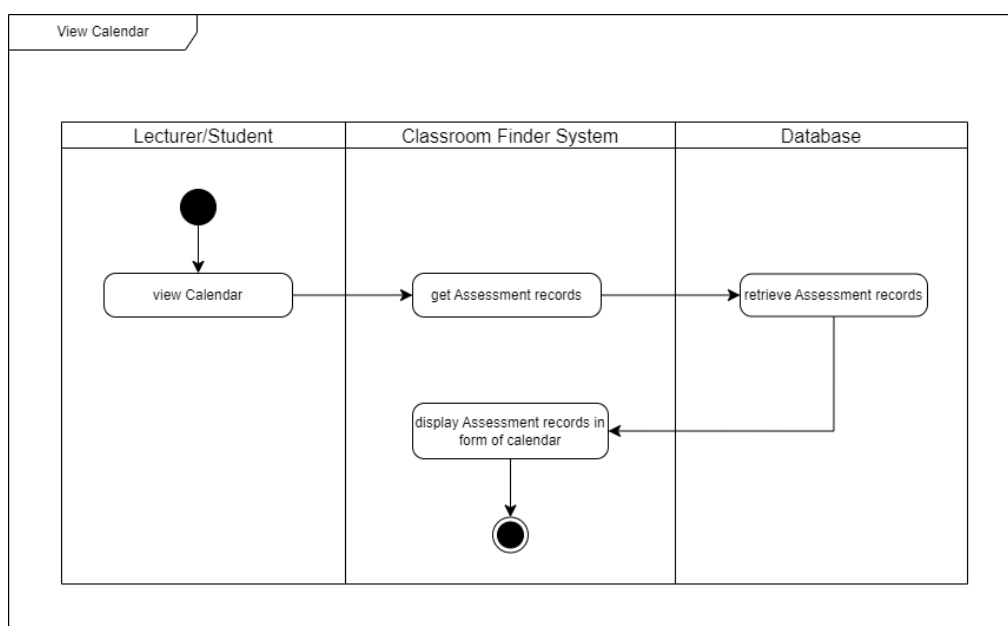 View Calendar
Lecturer/Student
Classroom Finder System
Database
view Calendar
get Assessment records
retrieve Assessment records
display Assessment records in
form of calendar